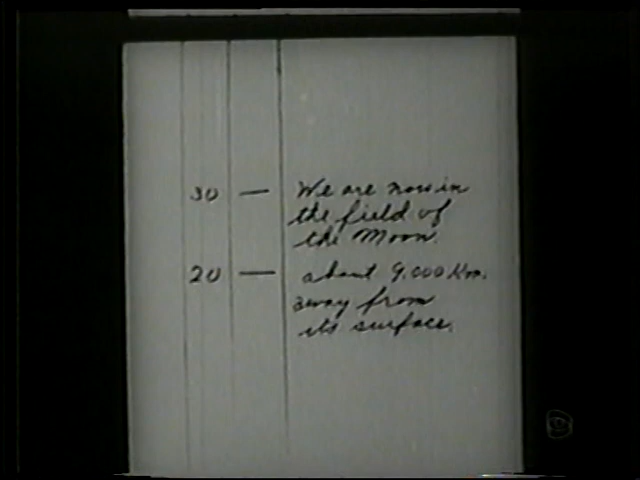 30 — We are now in
the field of
the Moon.
20 — about 9.000 Km.
away from
its surface.